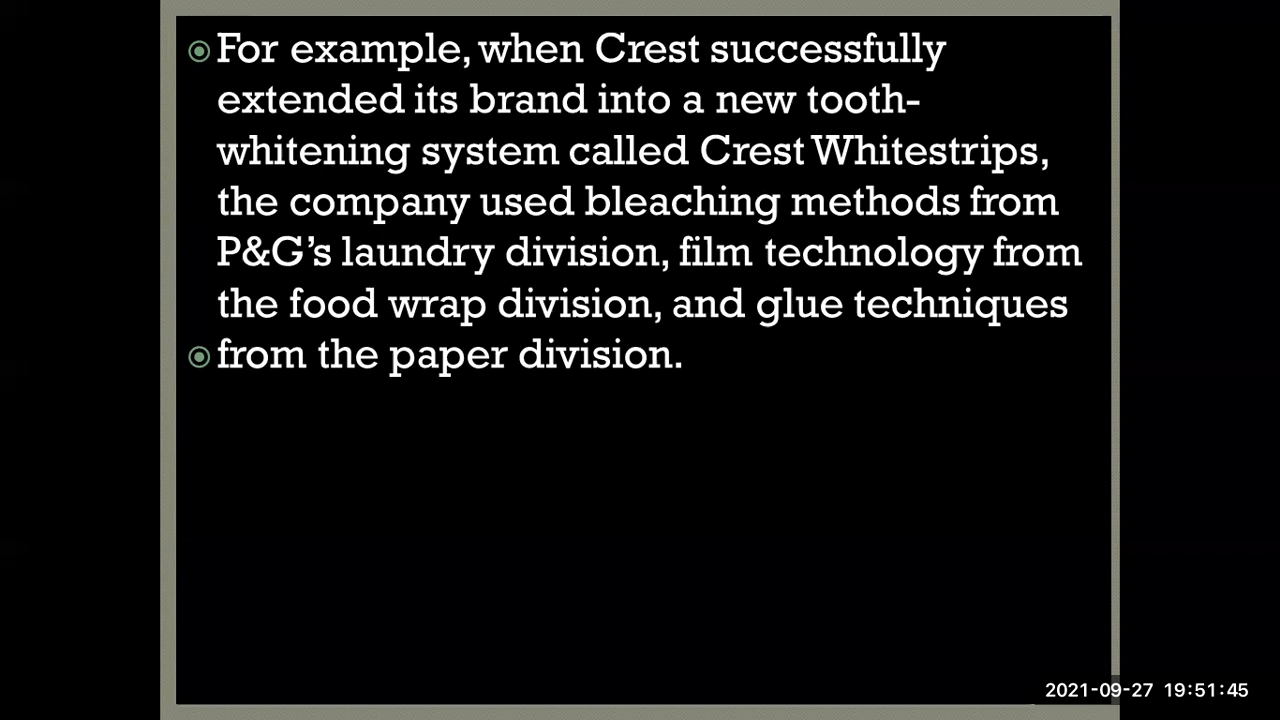 For example, when Crest successfully
extended its brand into a new tooth-
whitening system called Crest Whitestrips,
the company used bleaching methods from
P&G’s laundry division, film technology from
the food wrap division, and glue techniques
from the paper division.
2021-09-27 19:51:45